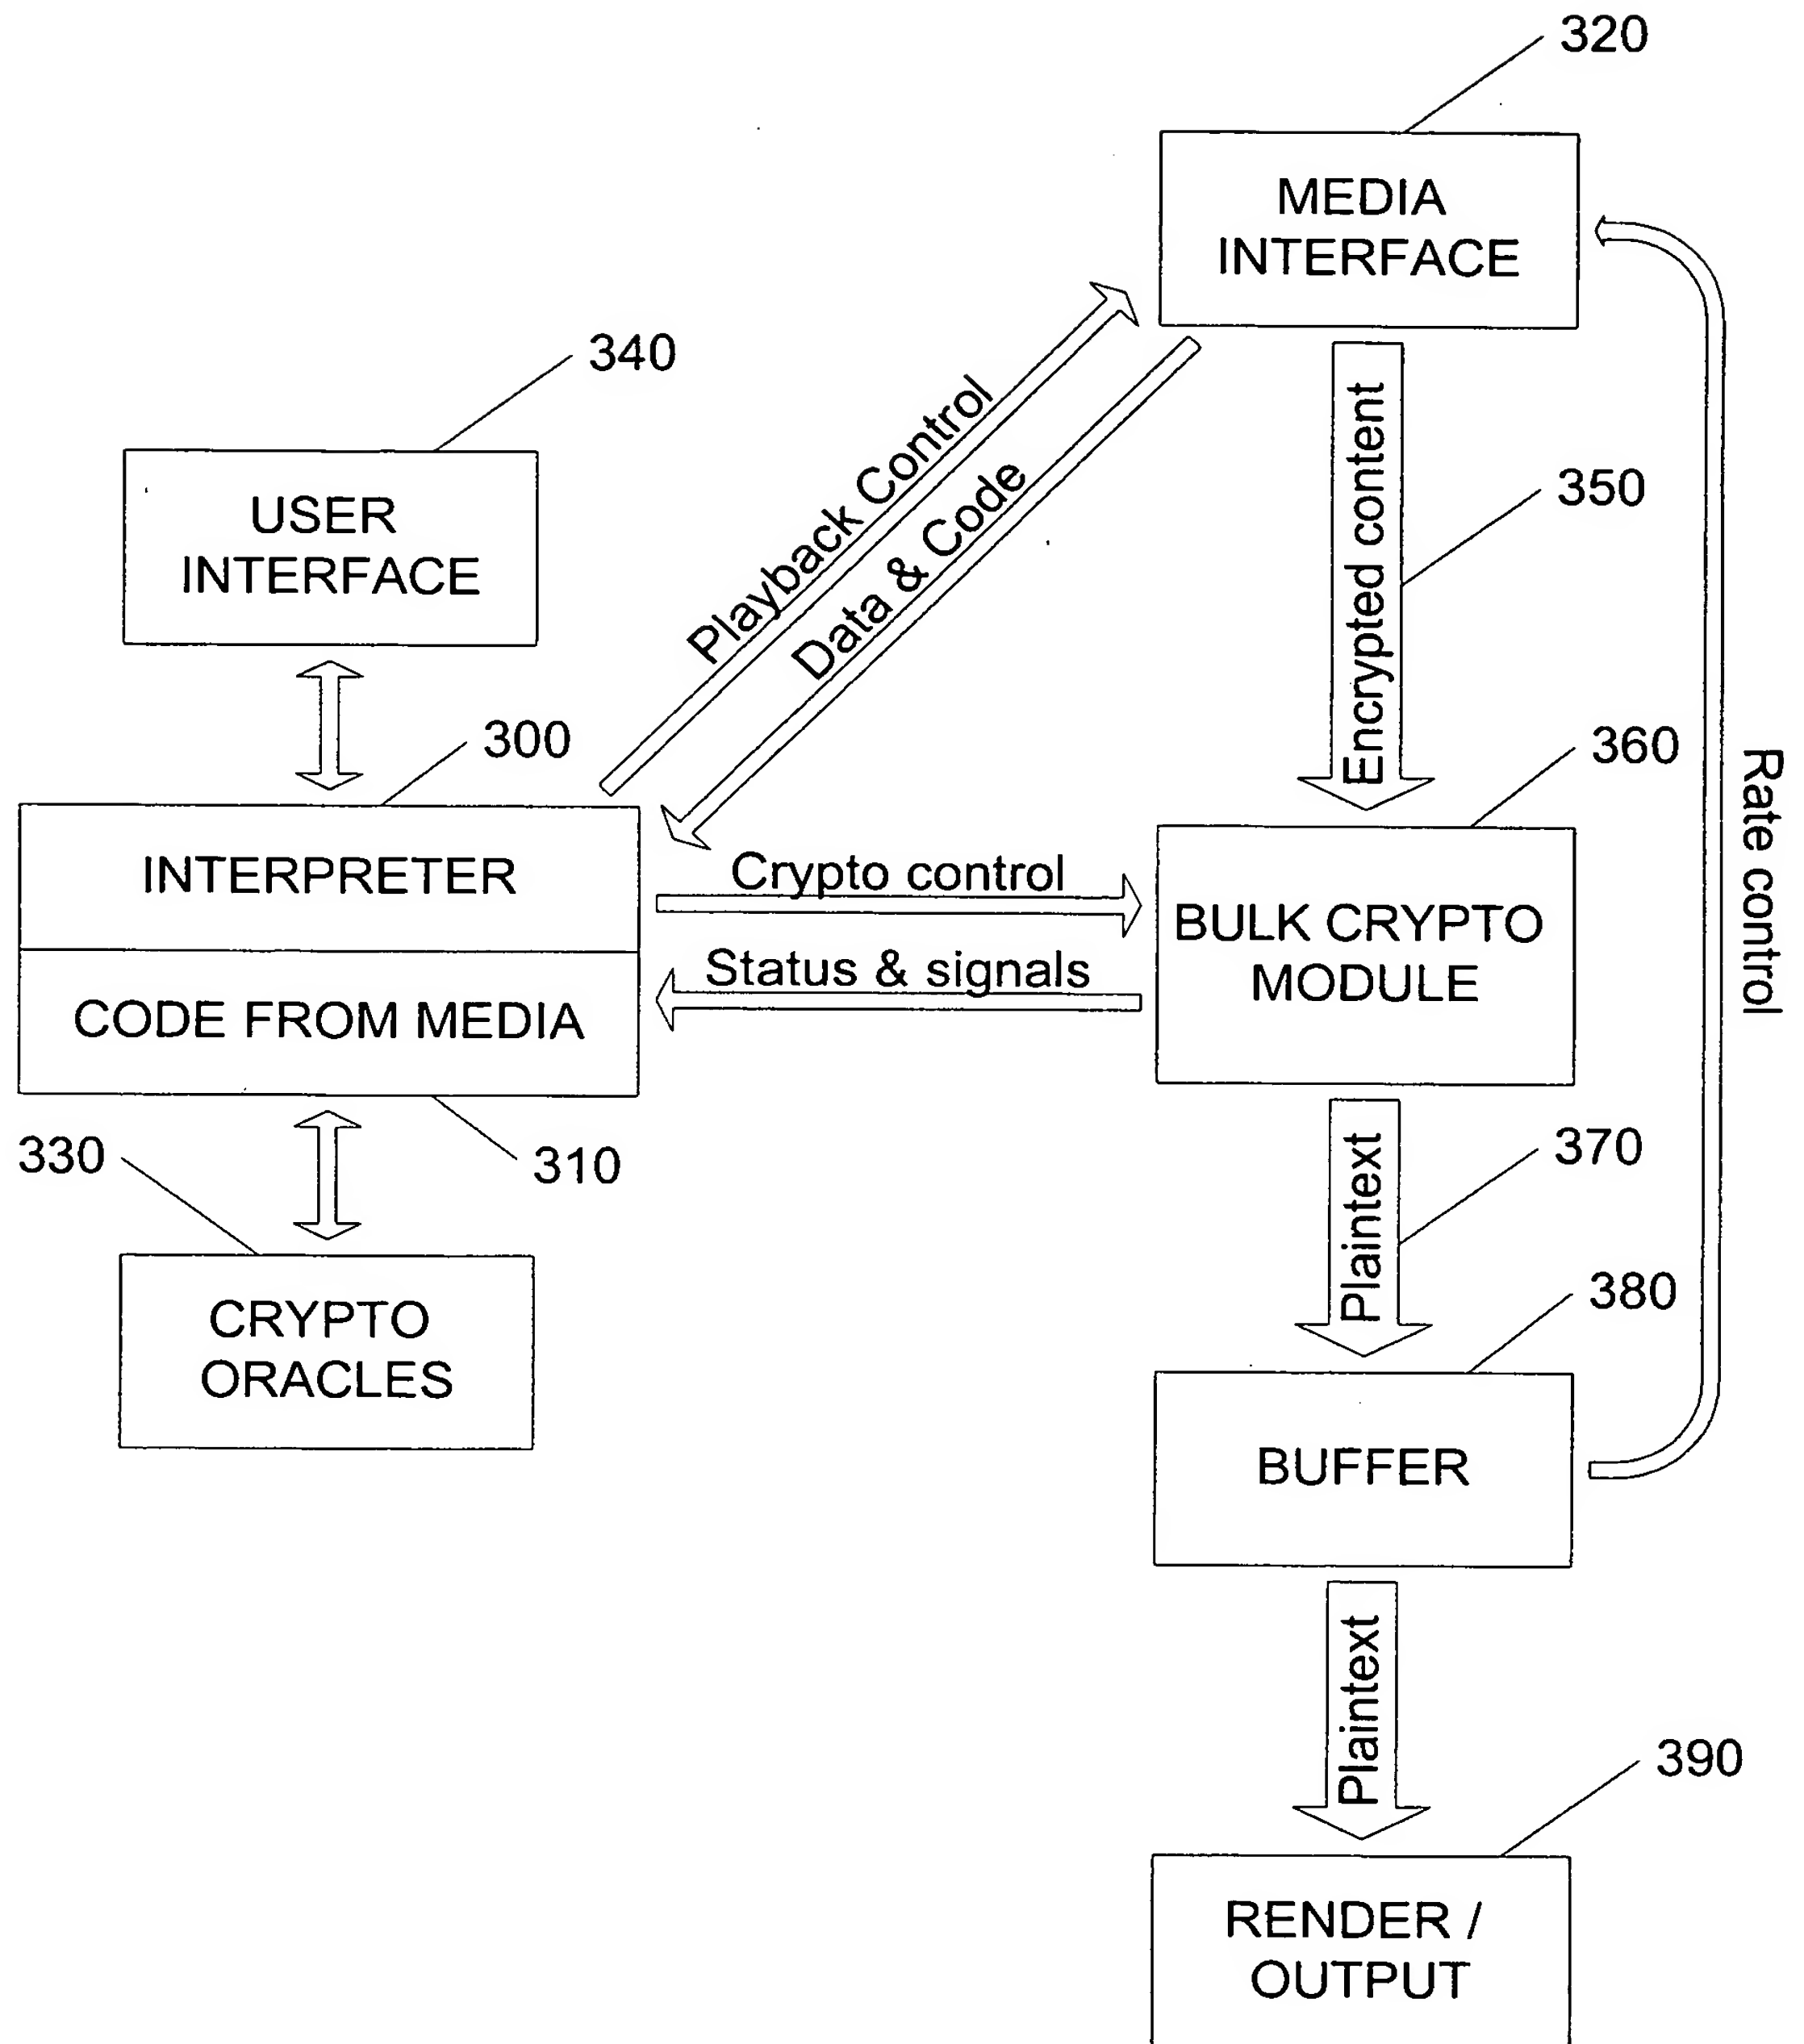 320
MEDIA
INTERFACE
340
USER
INTERFACE
Playback Control
Data & Code
Encrypted content
350
300
360
Rate control
INTERPRETER
Crypto control
BULK CRYPTO
MODULE
Status & signals
CODE FROM MEDIA
330
310
Plaintext
370
CRYPTO
ORACLES
380
BUFFER
Plaintext
390
RENDER /
OUTPUT